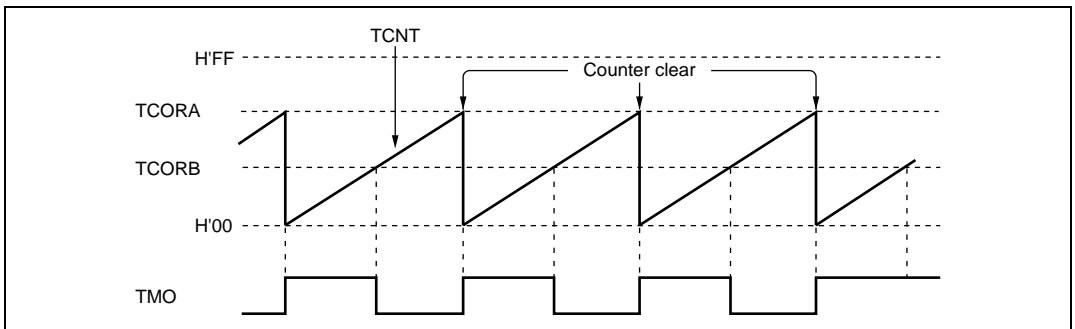 TCNT
H'FF
Counter clear
TCORA
TCORB
H'00
TMO